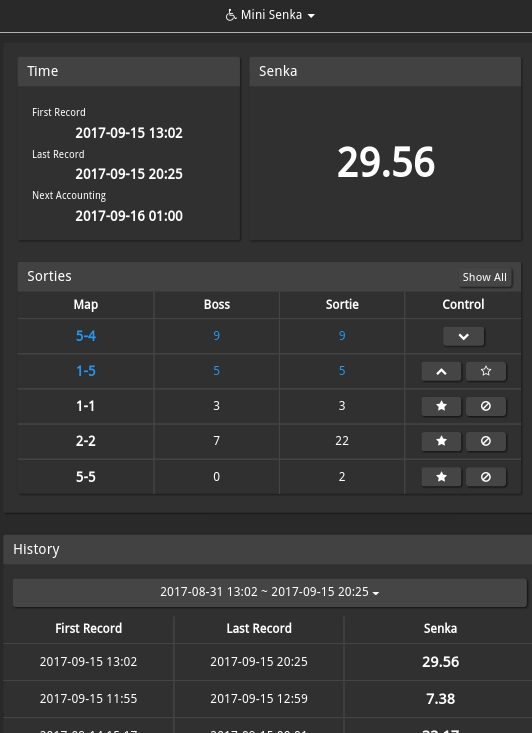 Mini Senka
Time
First Record
2017-09-15 13:02
Last Record
2017-09-15 20:25
Next Accounting
2017-09-16 01:00
Senka
29.56
Sorties Show All
Map Boss Sortie Control
5-4 9 9
1-5 5 5
1-1 3 3
2-2 7 22
5-5 0 2
History
2017-08-31 13:02 ~ 2017-09-15 20:25
First Record Last Record Senka
2017-09-15 13:02 2017-09-15 20:25 29.56
2017-09-15 11:55 2017-09-15 12:59 7.38